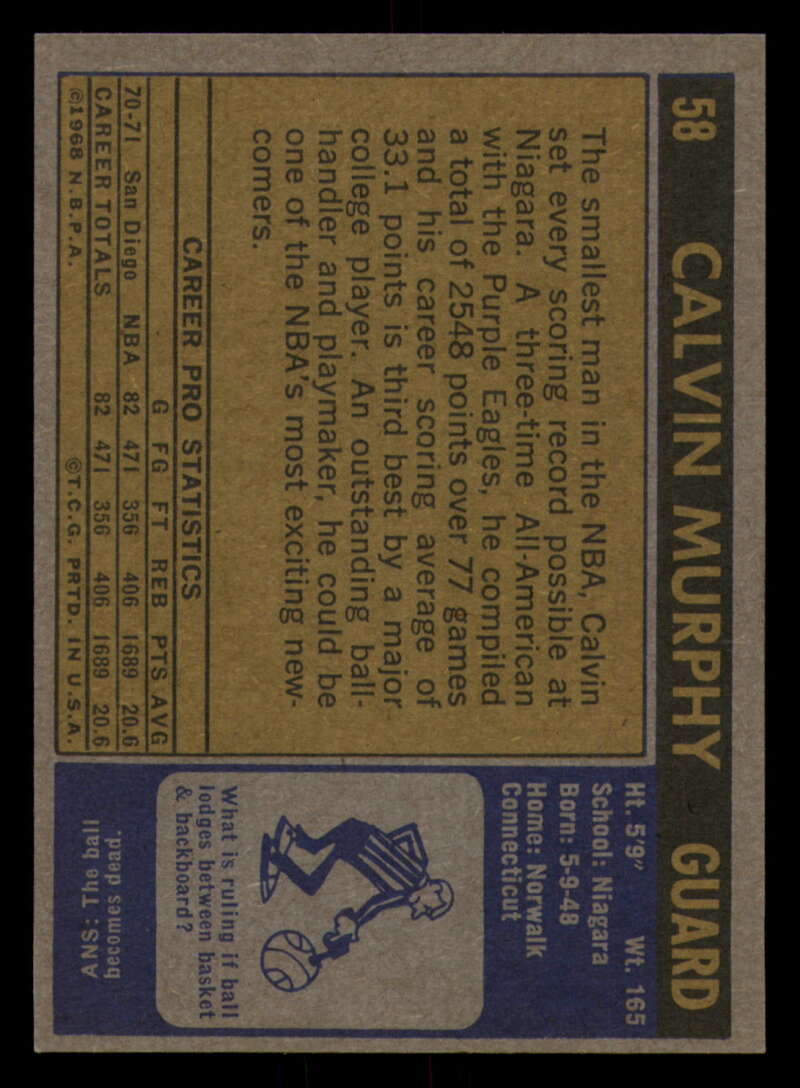 58 CALVIN MURPHY GUARD
The smallest man in the NBA, Calvin
set every scoring record possible at
Niagara. A three-time All-American
with the Purple Eagles, he compiled
a total of 2548 points over 77 games
and his career scoring average of
33.1 points is third best by a major
college player. An outstanding ball-
handler and playmaker, he could be
one of the NBA's most exciting new-
comers.
CAREER PRO STATISTICS
G FG FT REB PTS AVG
70-71 San Diego NBA 82 471 356 406 1689 20.6
CAREER TOTALS 82 471 356 406 1689 20.6
©1968 N.B.P.A. ©T.C.G. PRTD. IN U.S.A.
Ht. 5'9" Wt. 165
School: Niagara
Born: 5-9-48
Home: Norwalk
Connecticut
What is ruling if ball
lodges between basket
& backboard?
ANS: The ball
becomes dead.